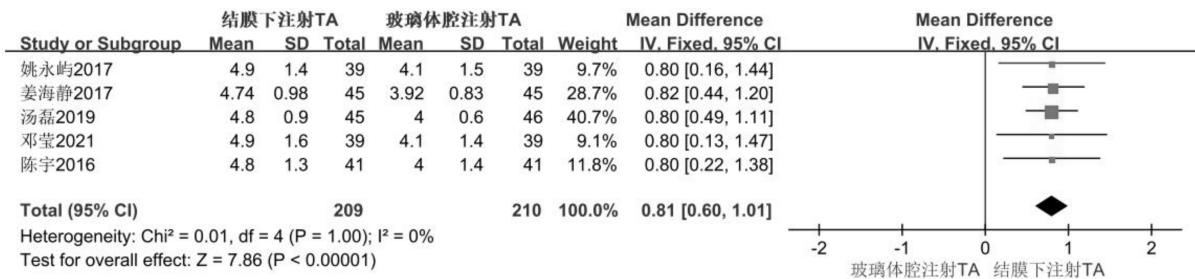 结膜下注射TA 玻璃体腔注射TA Mean Difference Mean Difference
Study or Subgroup Mean SD Total Mean SD Total Weight IV, Fixed, 95% CI IV, Fixed, 95% CI
姚永屿2017 4.9 1.4 39 4.1 1.5 39 9.7% 0.80 [0.16, 1.44]
姜海静2017 4.74 0.98 45 3.92 0.83 45 28.7% 0.82 [0.44, 1.20]
汤磊2019 4.8 0.9 45 4 0.6 46 40.7% 0.80 [0.49, 1.11]
邓莹2021 4.9 1.6 39 4.1 1.4 39 9.1% 0.80 [0.13, 1.47]
陈宇2016 4.8 1.3 41 4 1.4 41 11.8% 0.80 [0.22, 1.38]
Total (95% CI) 209 210 100.0% 0.81 [0.60, 1.01]
Heterogeneity: Chi² = 0.01, df = 4 (P = 1.00); I² = 0%
Test for overall effect: Z = 7.86 (P < 0.00001)
-2 -1 0 1 2
玻璃体腔注射TA 结膜下注射TA